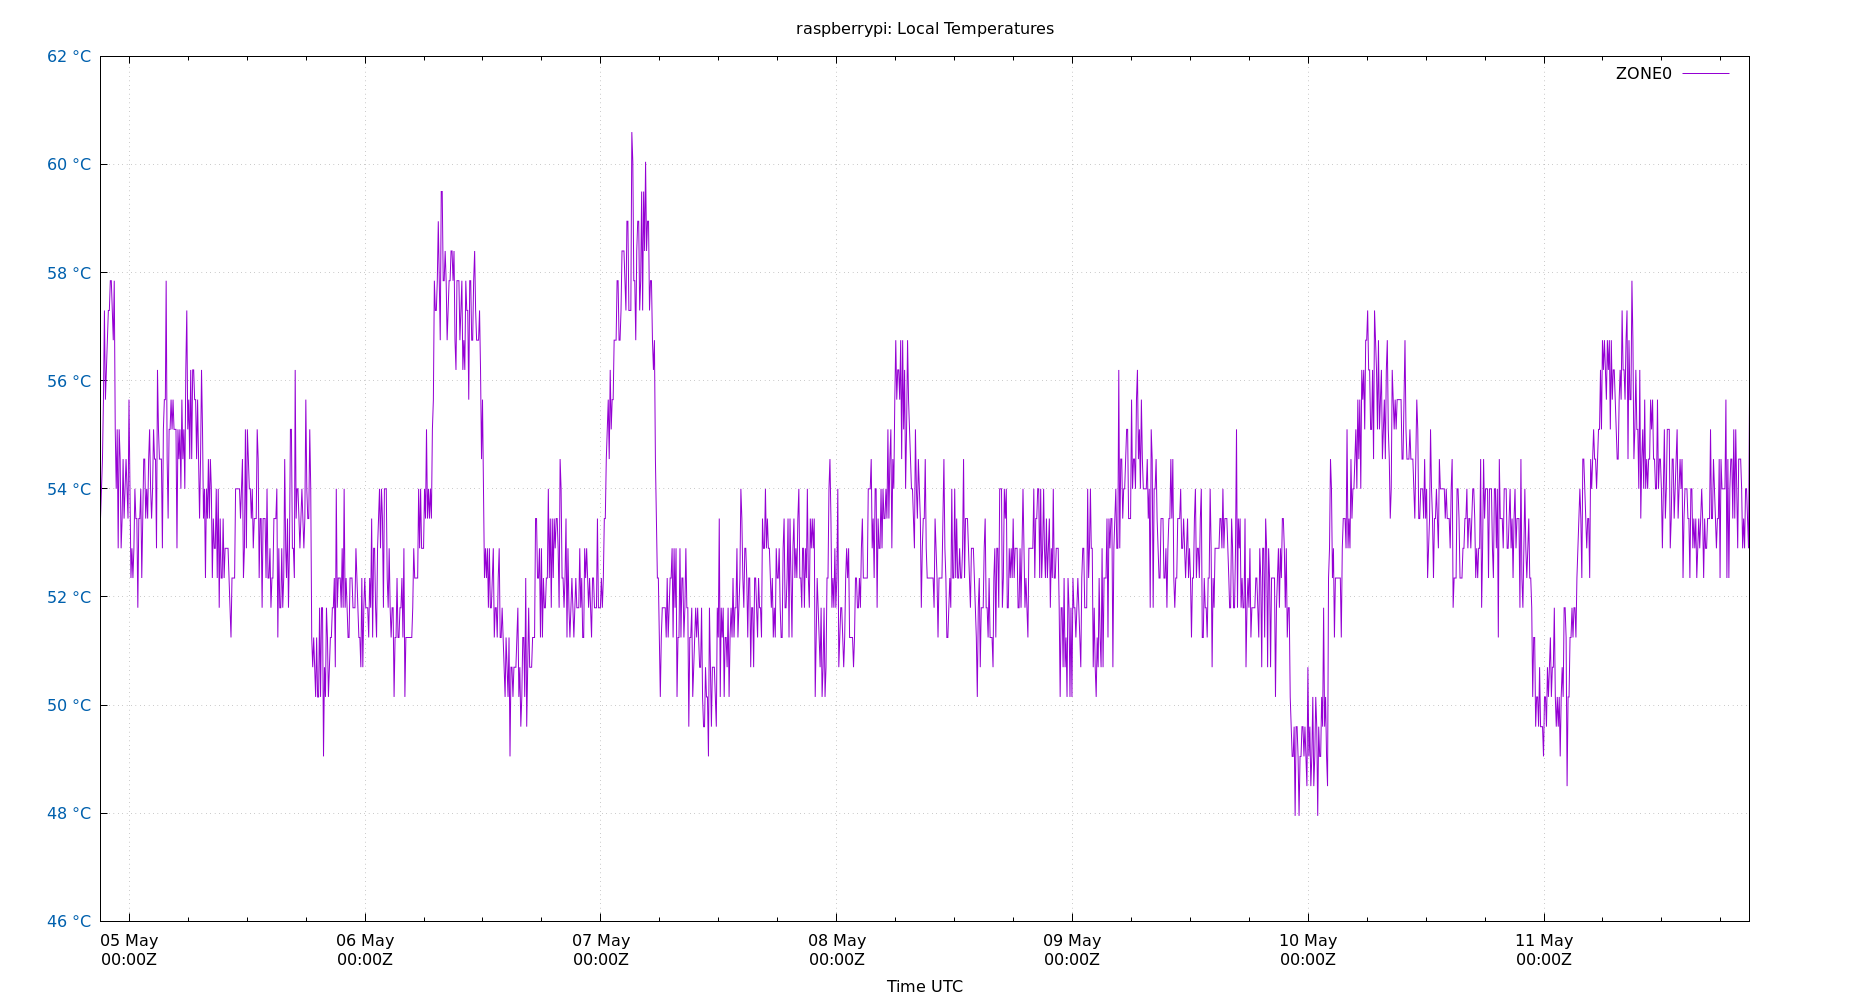 raspberrypi: Local Temperatures
ZONE0
62 °C
60 °C
58 °C
56 °C
54 °C
52 °C
50 °C
48 °C
46 °C
05 May 06 May 07 May 08 May 09 May 10 May 11 May
00:00Z 00:00Z 00:00Z 00:00Z 00:00Z 00:00Z 00:00Z
Time UTC